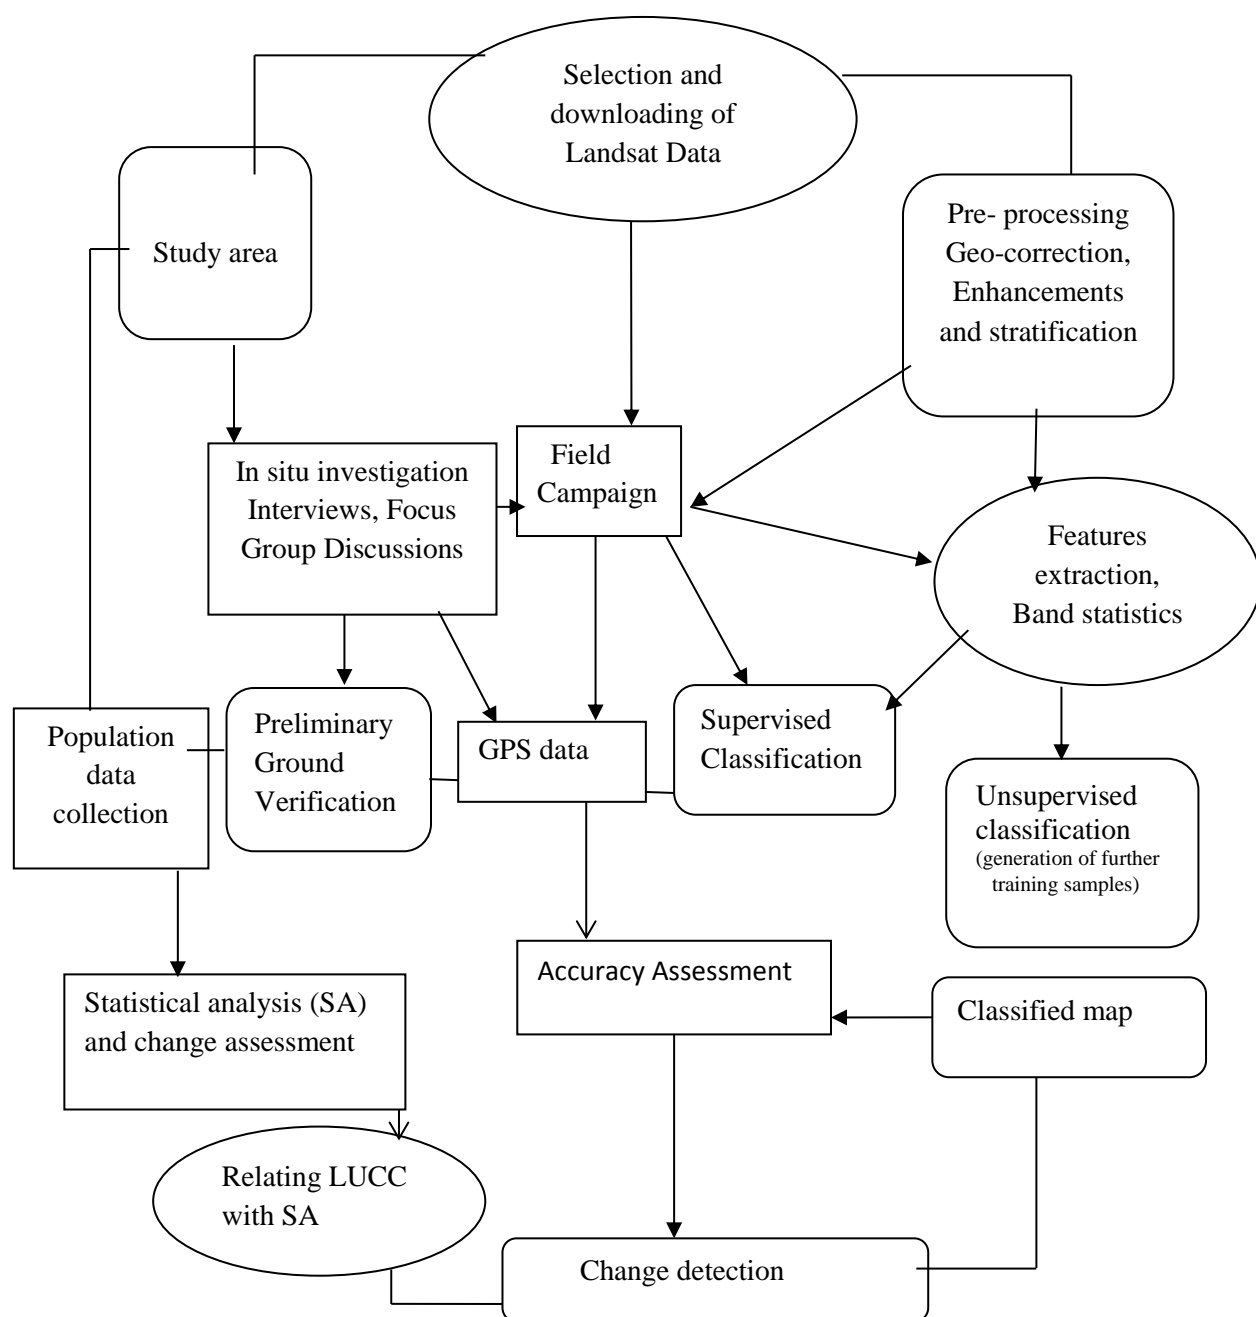 Selection and
downloading of
Landsat Data
Study area
Pre- processing
Geo-correction,
Enhancements
and stratification
In situ investigation
Interviews, Focus
Group Discussions
Field
Campaign
Features
extraction,
Band statistics
Population
data
collection
Preliminary
Ground
Verification
GPS data
Supervised
Classification
Unsupervised
classification
(generation of further
training samples)
Accuracy Assessment
Classified map
Statistical analysis (SA)
and change assessment
Relating LUCC
with SA
Change detection